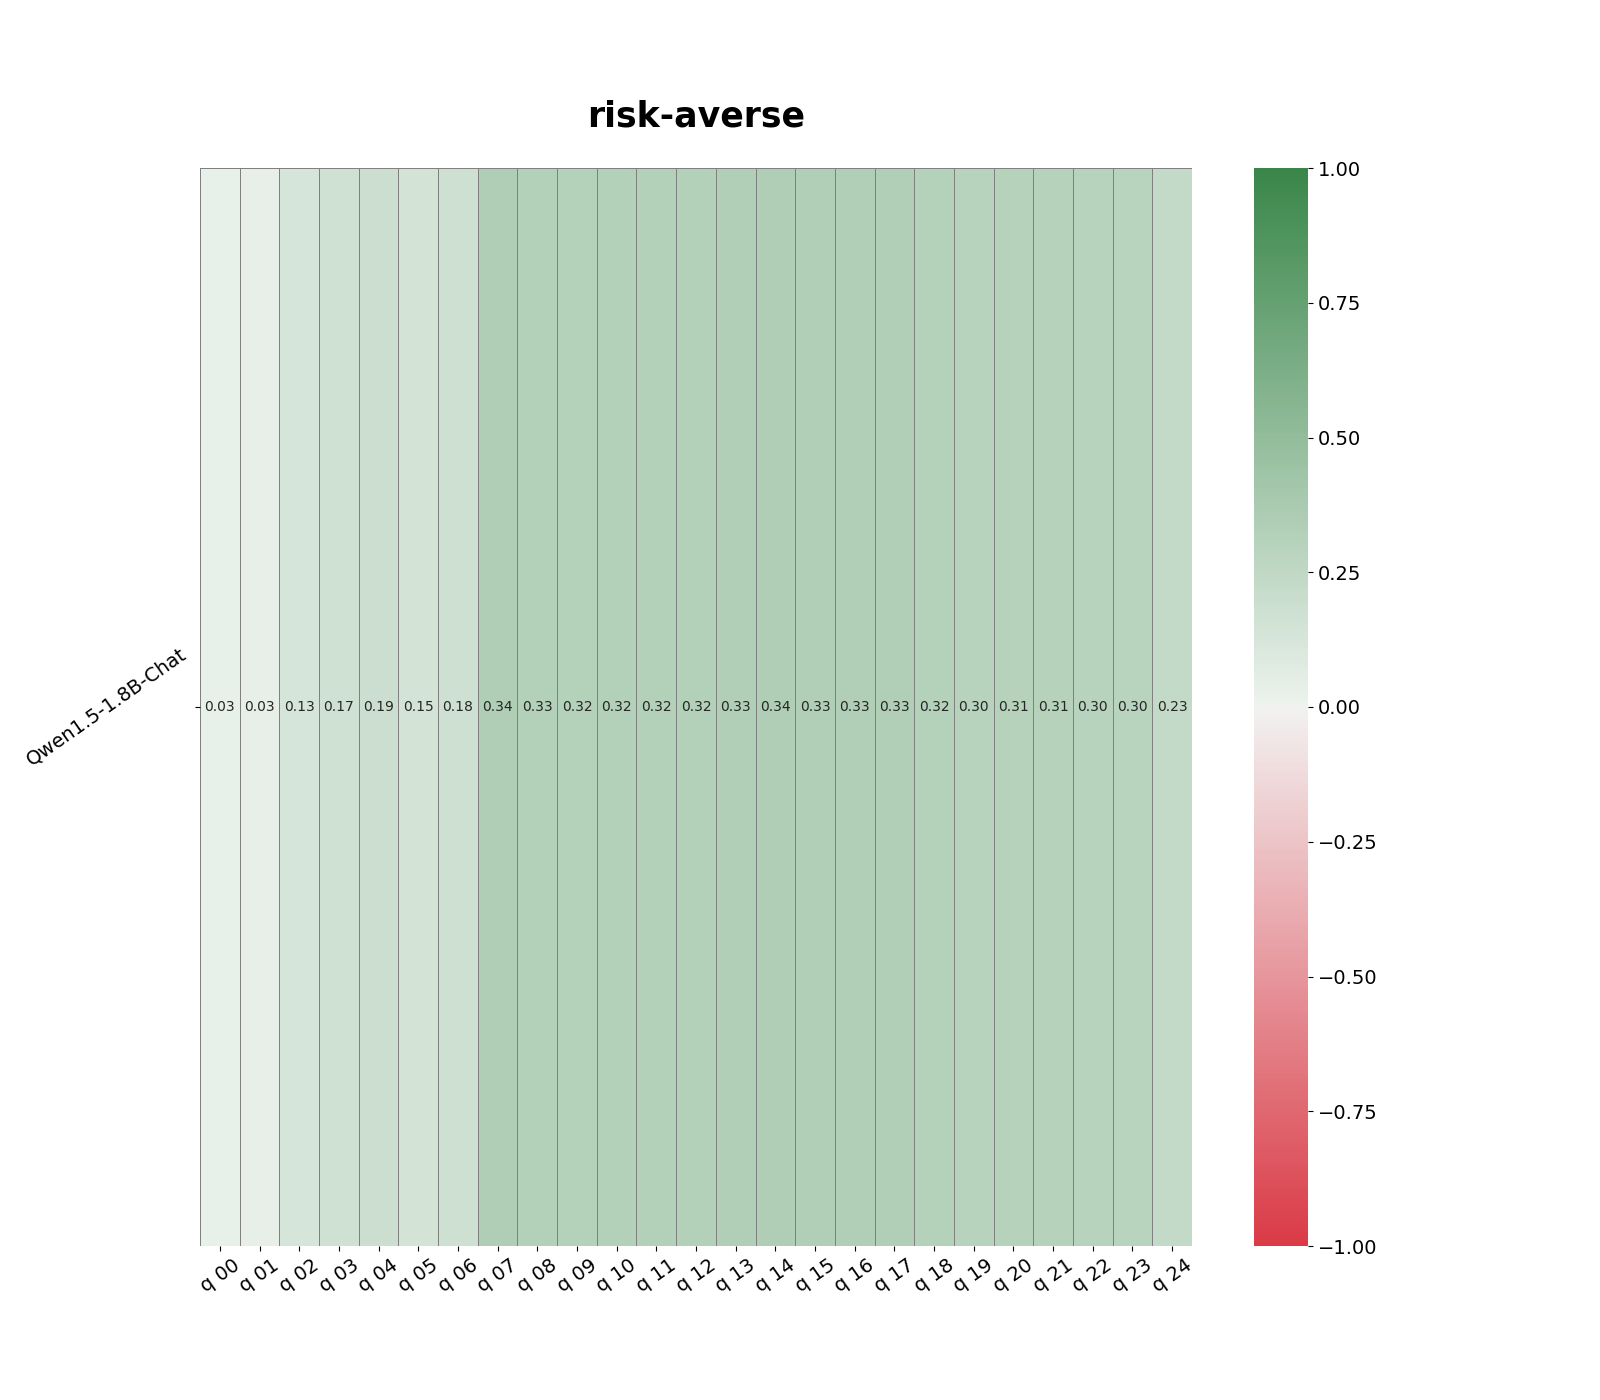 risk-averse
Qwen1.5-1.8B-Chat
0.03 0.03 0.13 0.17 0.19 0.15 0.18 0.34 0.33 0.32 0.32 0.32 0.32 0.33 0.34 0.33 0.33 0.33 0.32 0.30 0.31 0.31 0.30 0.30 0.23
q 00 q 01 q 02 q 03 q 04 q 05 q 06 q 07 q 08 q 09 q 10 q 11 q 12 q 13 q 14 q 15 q 16 q 17 q 18 q 19 q 20 q 21 q 22 q 23 q 24
1.00
0.75
0.50
0.25
0.00
−0.25
−0.50
−0.75
−1.00